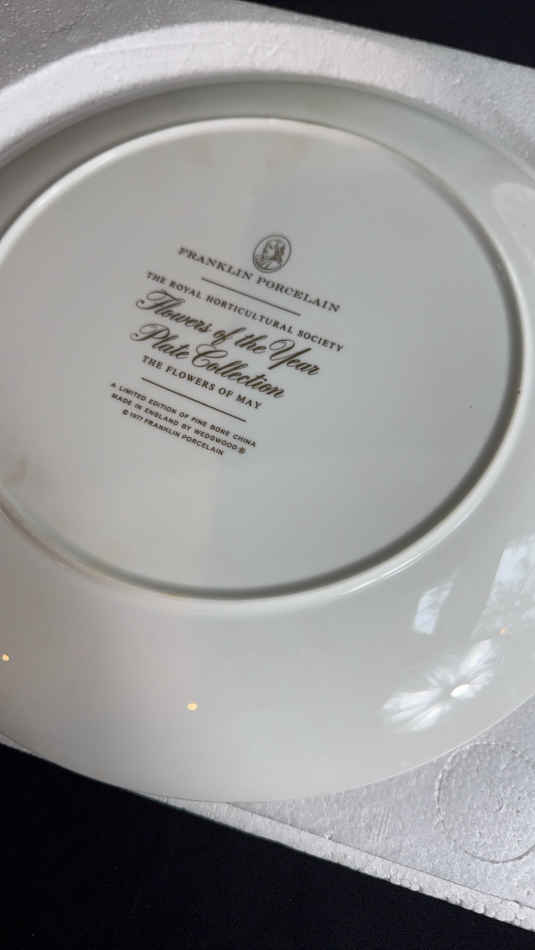 FRANKLIN PORCELAIN
THE ROYAL HORTICULTURAL SOCIETY
Flowers of the Year
Plate Collection
THE FLOWERS OF MAY
A LIMITED EDITION OF FINE BONE CHINA
MADE IN ENGLAND BY WEDGWOOD®
© 1977 FRANKLIN PORCELAIN